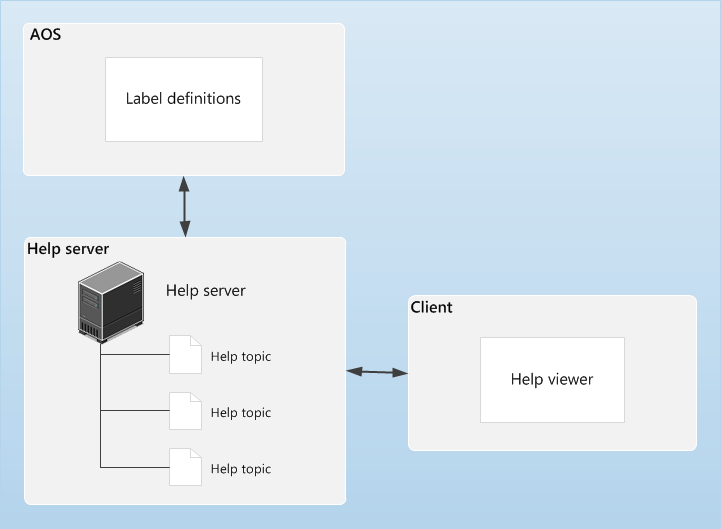 AOS
Label definitions
Help server
Help server
Help topic
Help topic
Help topic
Client
Help viewer